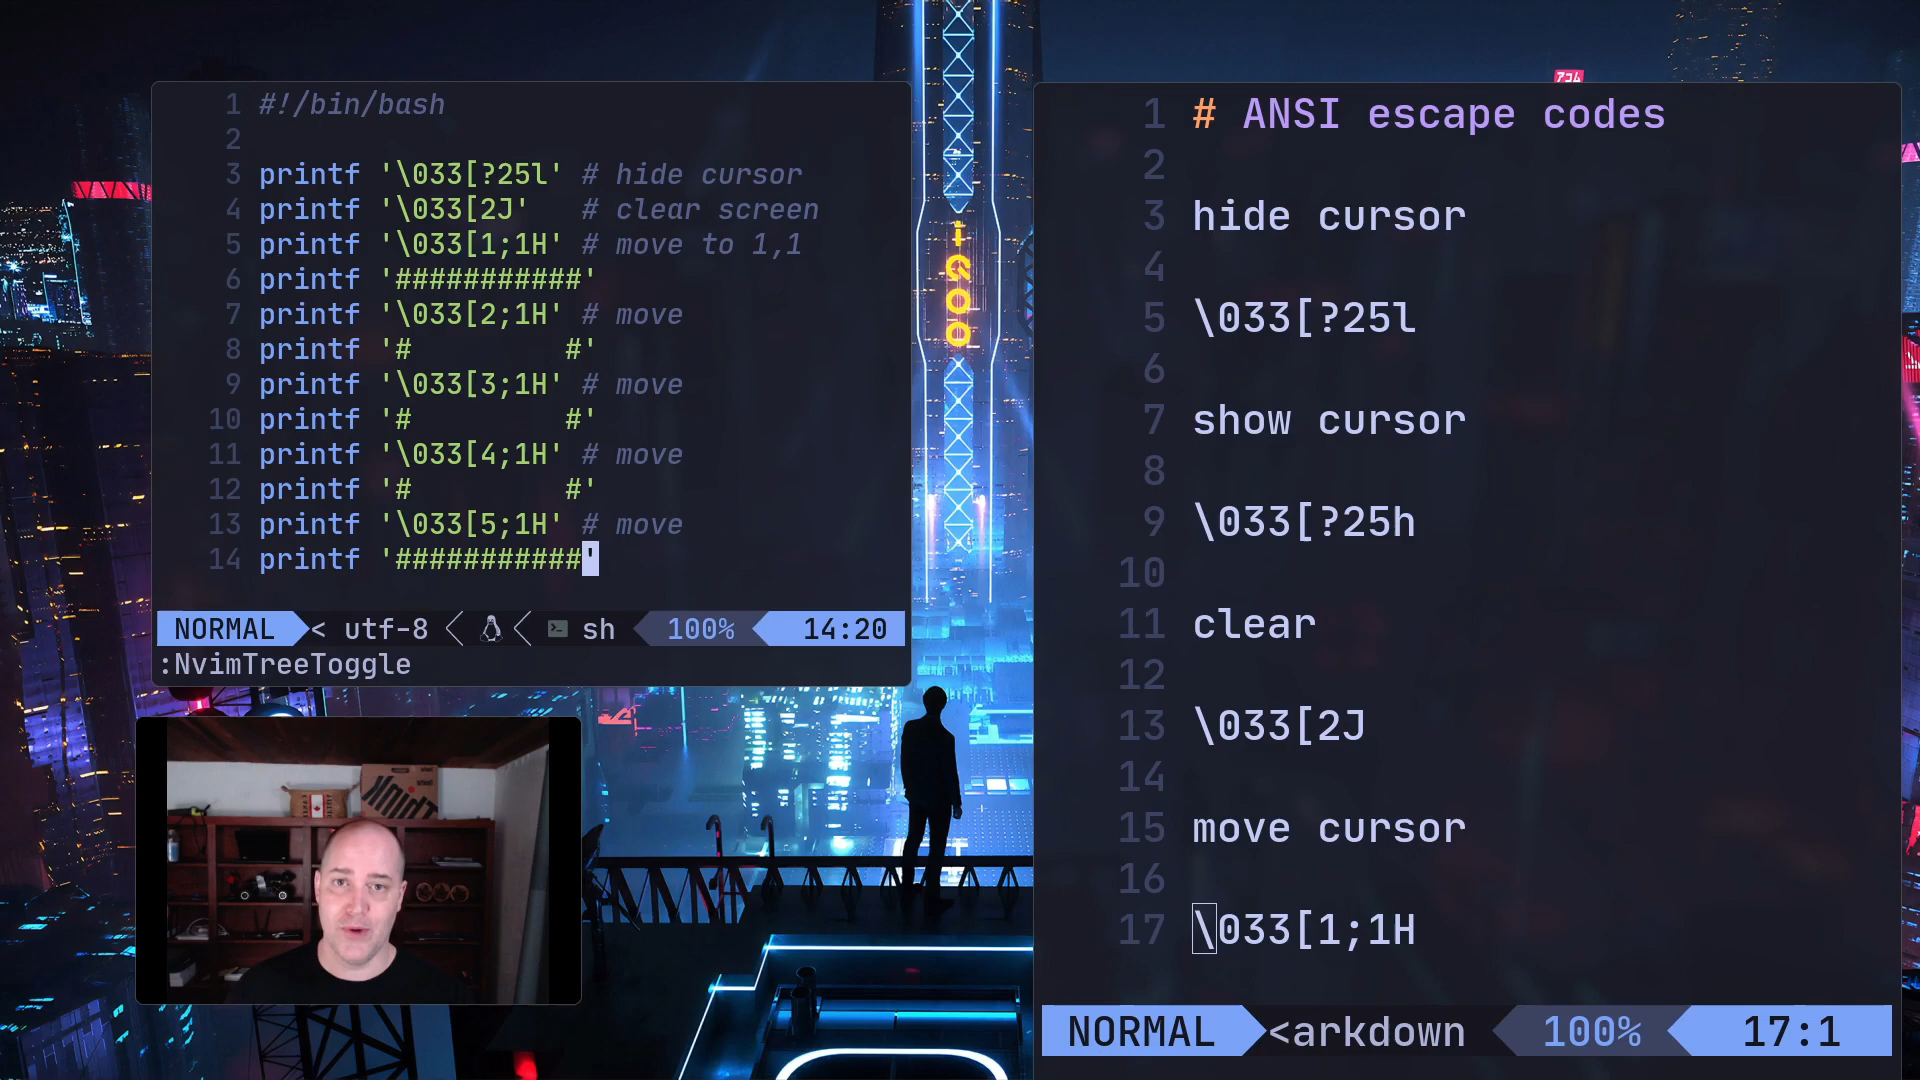 1 #!/bin/bash
2
3 printf '\033[?25l' # hide cursor
4 printf '\033[2J'   # clear screen
5 printf '\033[1;1H' # move to 1,1
6 printf '###########'
7 printf '\033[2;1H' # move
8 printf '#         #'
9 printf '\033[3;1H' # move
10 printf '#         #'
11 printf '\033[4;1H' # move
12 printf '#         #'
13 printf '\033[5;1H' # move
14 printf '###########'
NORMAL < utf-8 sh 100% 14:20
:NvimTreeToggle
1 # ANSI escape codes
2
3 hide cursor
4
5 \033[?25l
6
7 show cursor
8
9 \033[?25h
10
11 clear
12
13 \033[2J
14
15 move cursor
16
17 \033[1;1H
NORMAL <arkdown 100% 17:1